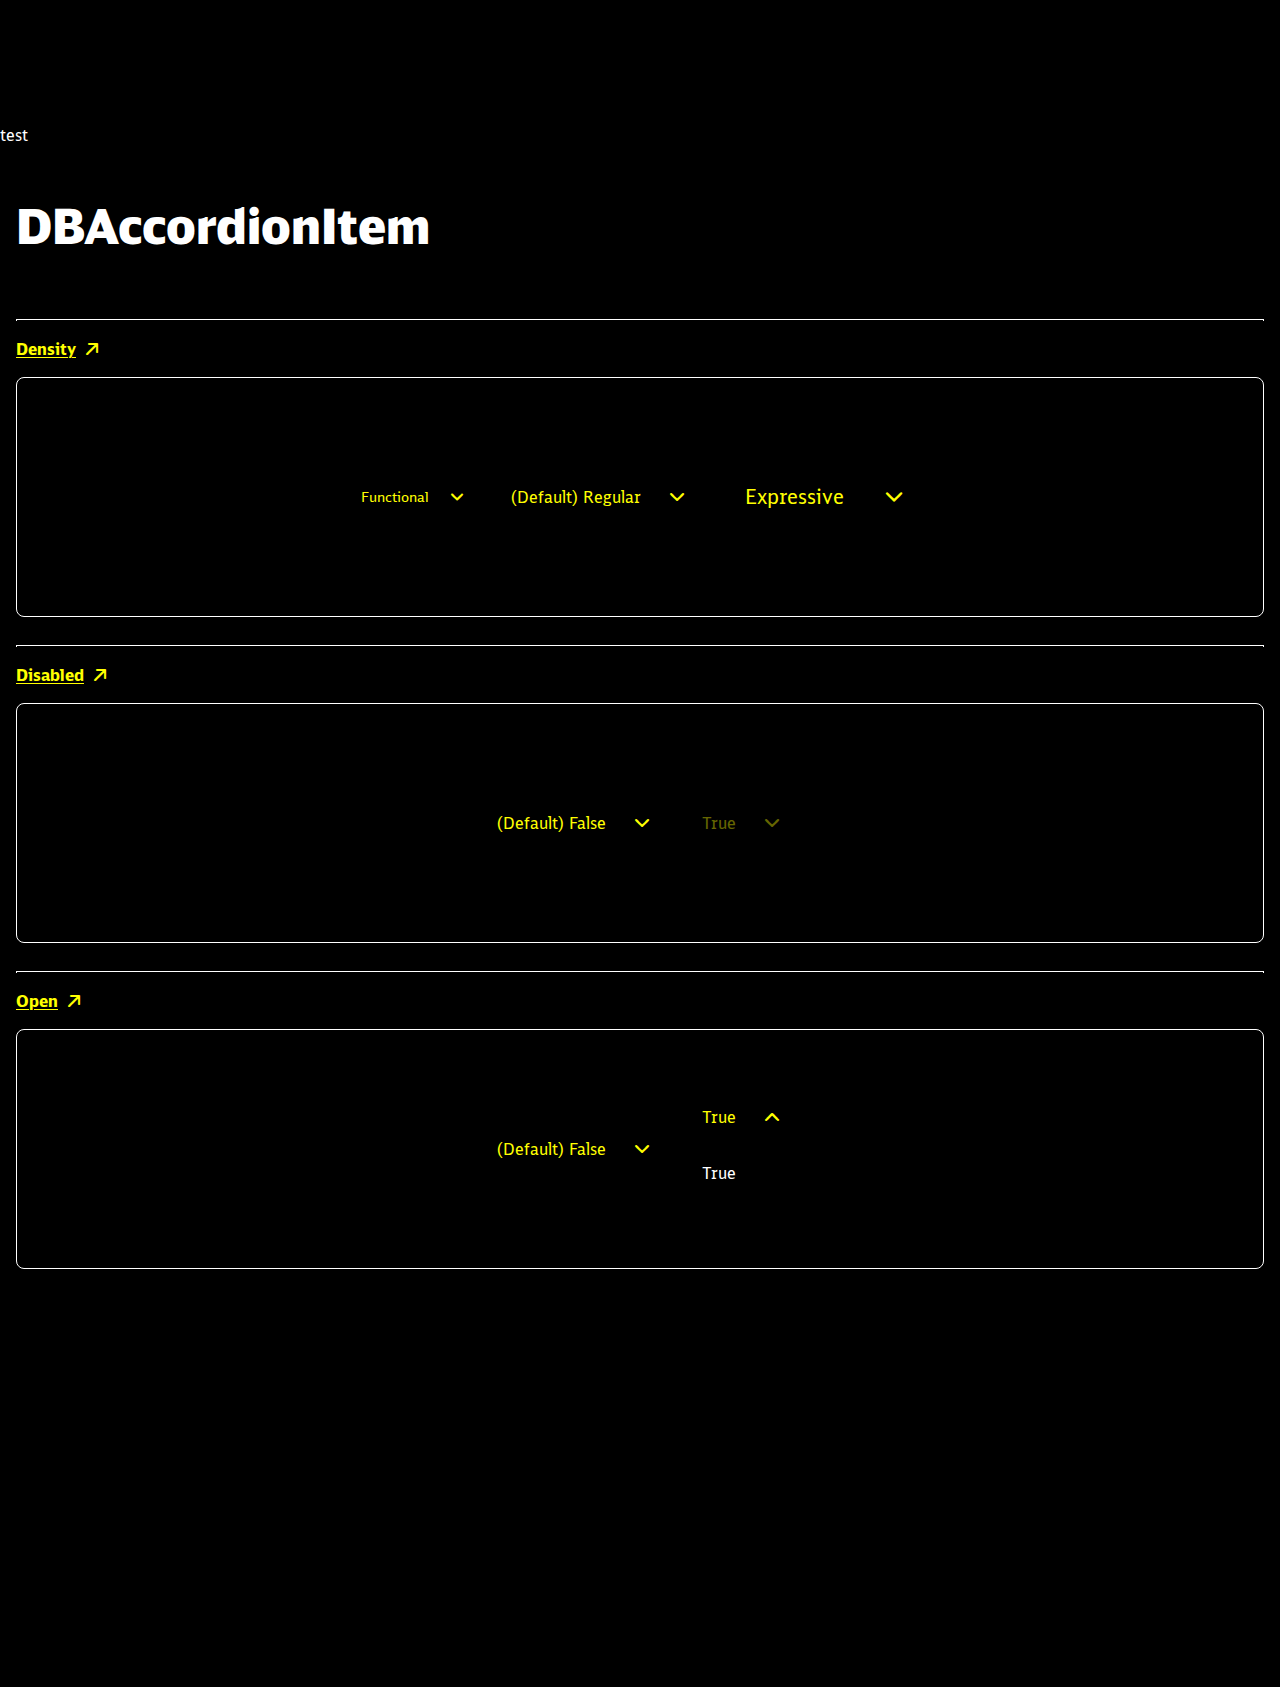 test
DBAccordionItem
Density
Functional
(Default) Regular
Expressive
Disabled
(Default) False
True
Open
(Default) False
True
True